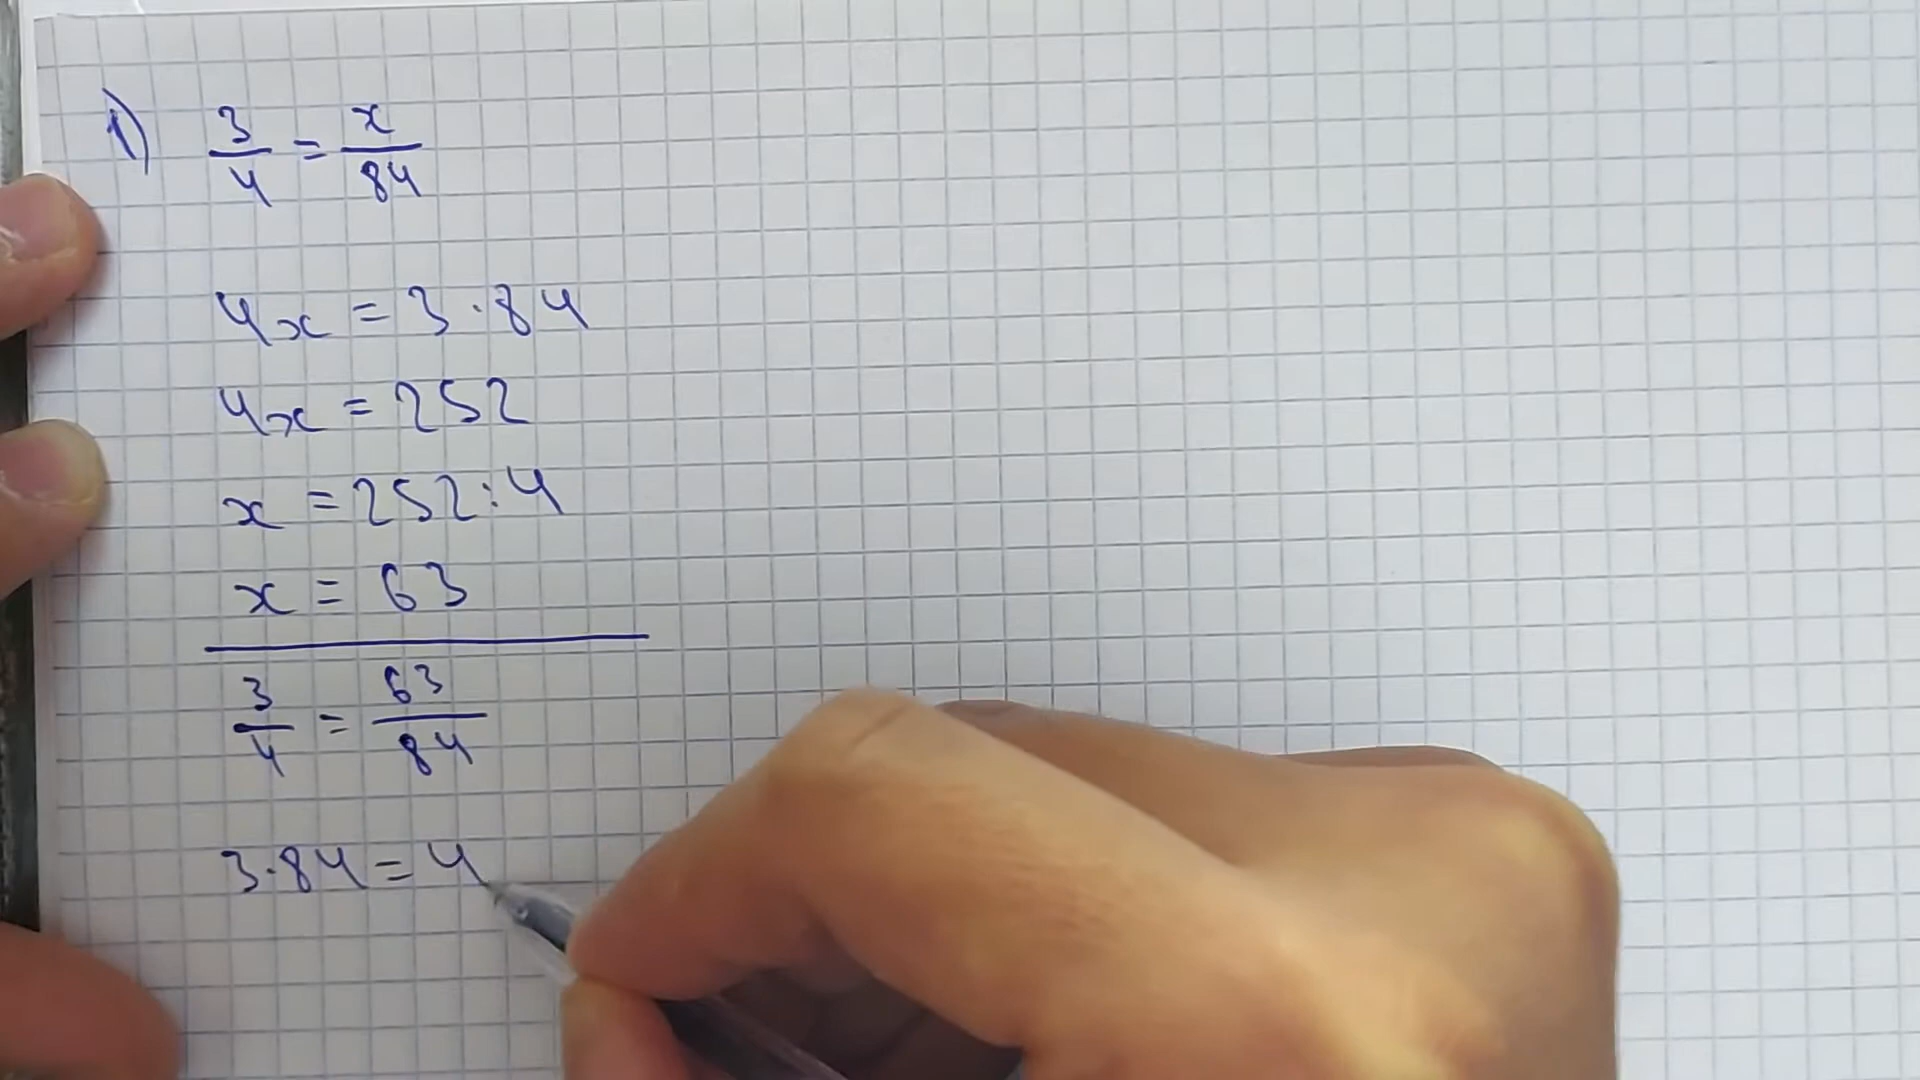 1) 3/4 = x/84
4x = 3·84
4x = 252
x = 252:4
x = 63
3/4 = 63/84
3·84 = 4